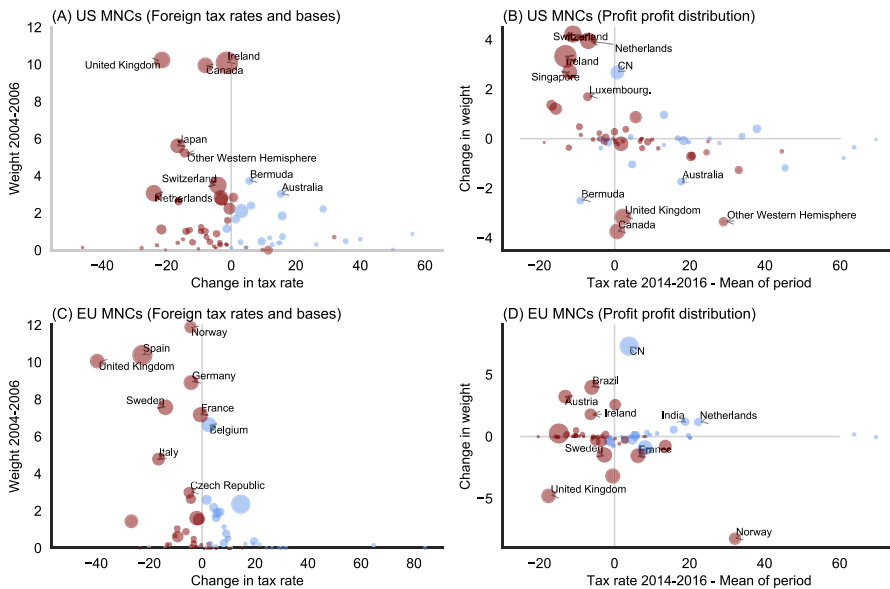 (A) US MNCs (Foreign tax rates and bases)
Weight 2004-2006
12
10
8
6
4
2
0
Ireland
United Kingdom
Canada
Japan
Other Western Hemisphere
Switzerland
Bermuda
Australia
Netherlands
−40
−20
0
20
40
60
Change in tax rate
(B) US MNCs (Profit profit distribution)
Change in weight
4
2
0
−2
−4
Switzerland
Netherlands
Ireland
CN
Singapore
Luxembourg.
Australia
Bermuda
United Kingdom
Other Western Hemisphere
Canada
−20
0
20
40
60
Tax rate 2014-2016 - Mean of period
(C) EU MNCs (Foreign tax rates and bases)
Weight 2004-2006
12
10
8
6
4
2
0
Norway
Spain
United Kingdom
Germany
Sweden
France
Belgium
Italy
Czech Republic
−40
−20
0
20
40
60
80
Change in tax rate
(D) EU MNCs (Profit profit distribution)
Change in weight
5
0
−5
CN
Brazil
Austria
Ireland
India
Netherlands
Sweden
France
United Kingdom
Norway
−20
0
20
40
60
Tax rate 2014-2016 - Mean of period